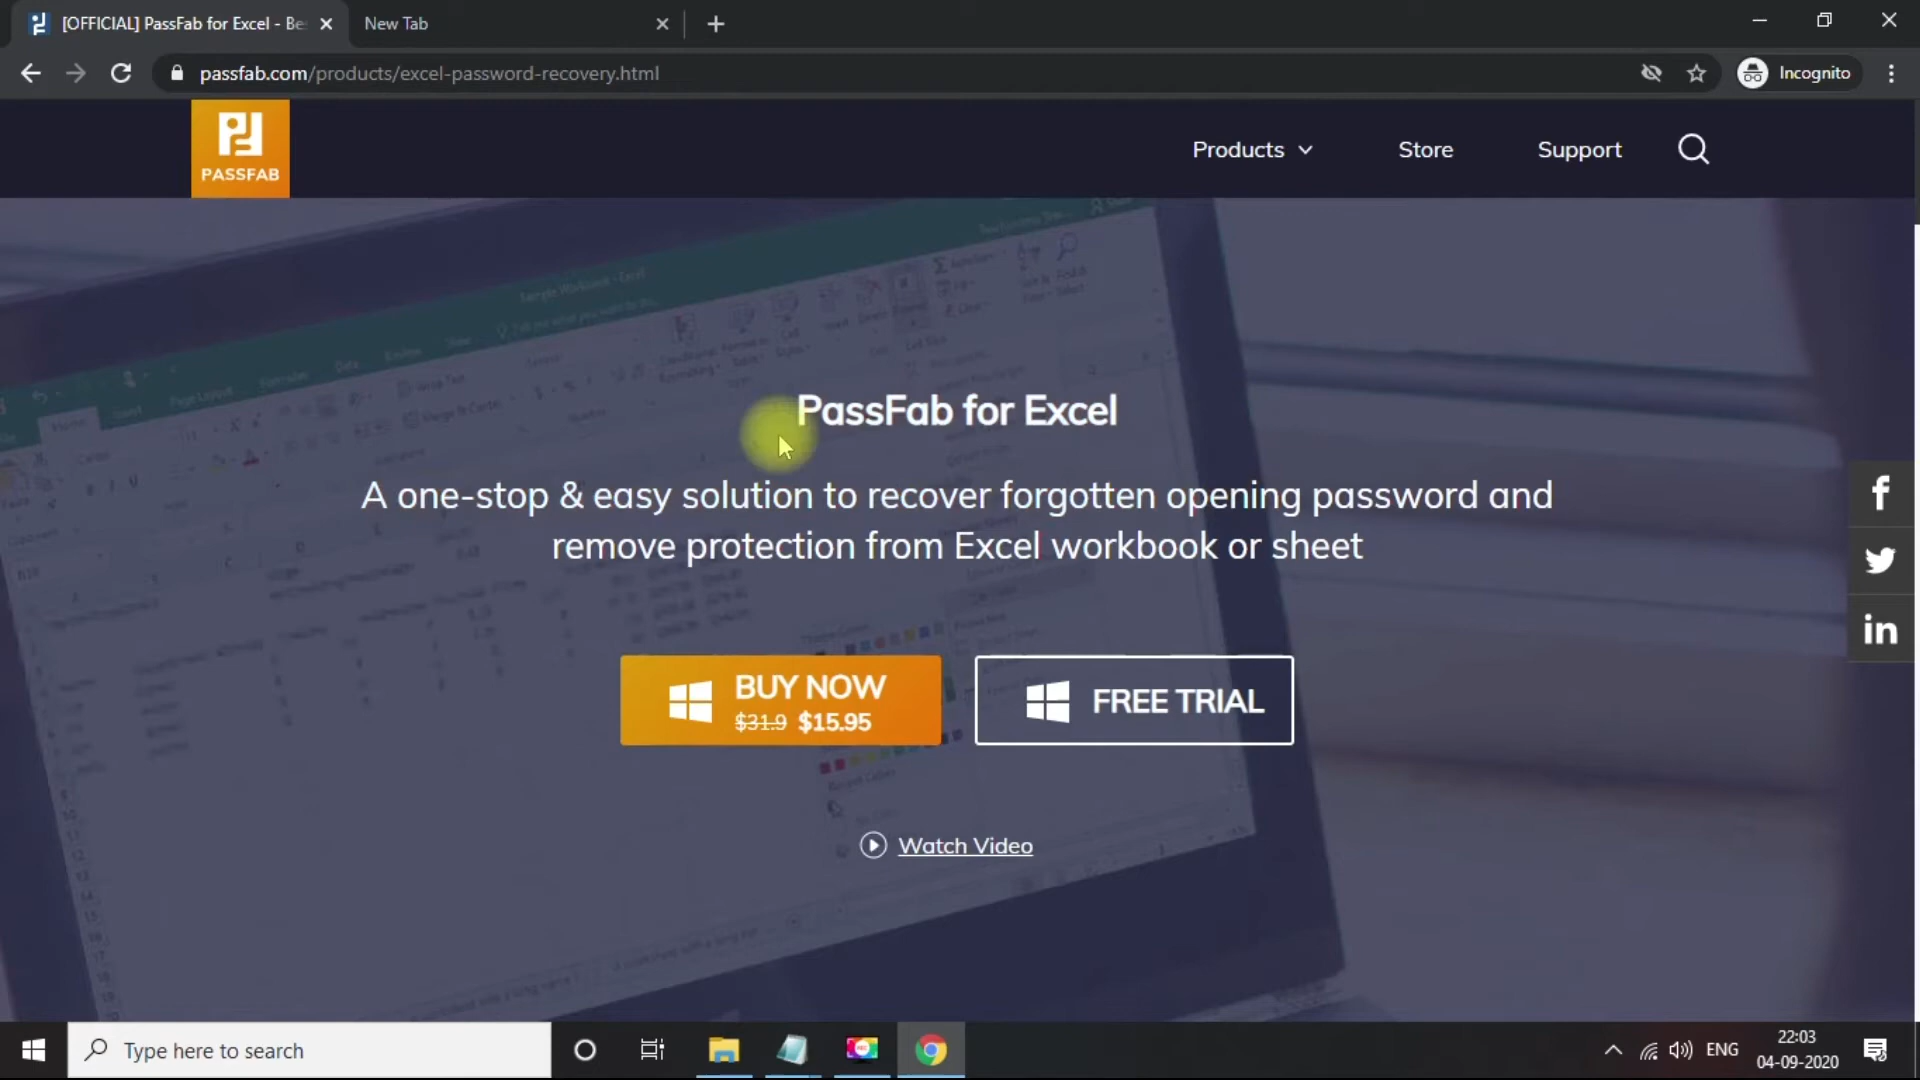 [OFFICIAL] PassFab for Excel - Be
New Tab
passfab.com/products/excel-password-recovery.html
Incognito
PASSFAB
Products
Store
Support
PassFab for Excel
A one-stop & easy solution to recover forgotten opening password and
remove protection from Excel workbook or sheet
BUY NOW
$31.9 $15.95
FREE TRIAL
Watch Video
Type here to search
ENG
22:03
04-09-2020